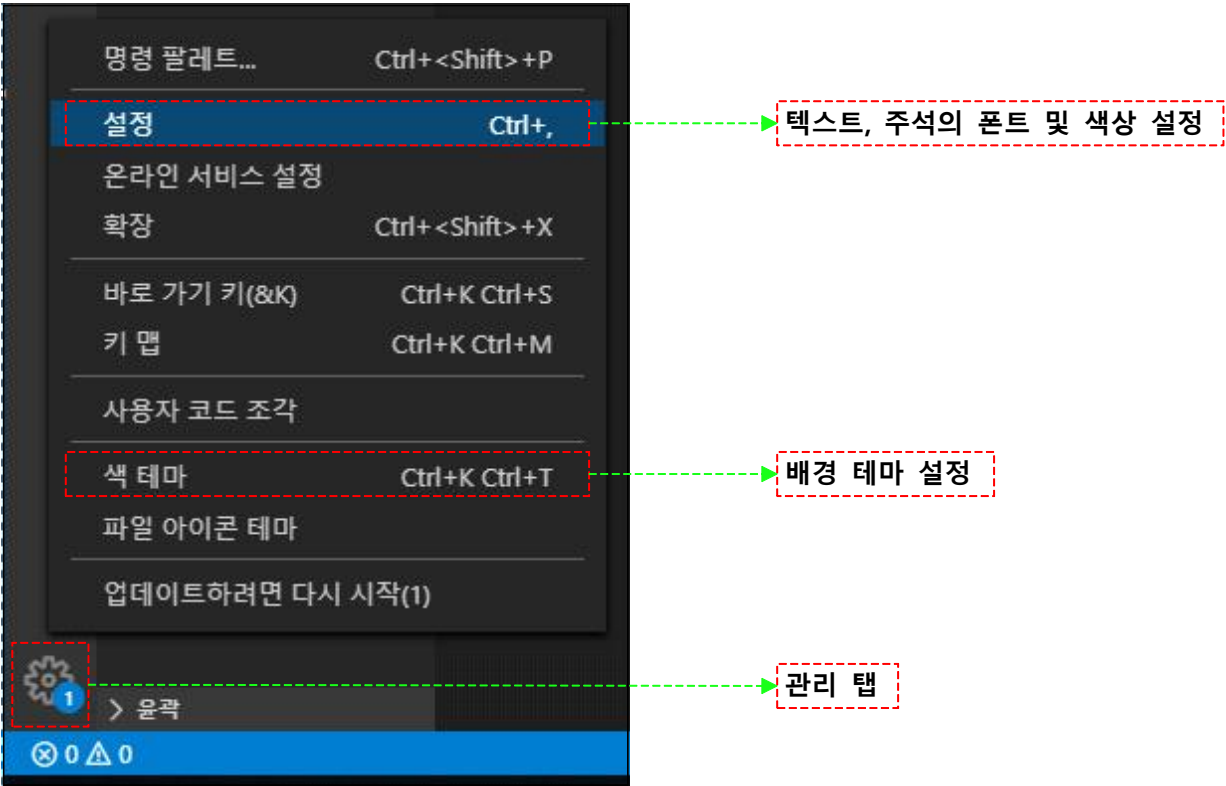 명령 팔레트... Ctrl+<Shift>+P
설정 Ctrl+,
텍스트, 주석의 폰트 및 색상 설정
온라인 서비스 설정
확장 Ctrl+<Shift>+X
바로 가기 키(&K) Ctrl+K Ctrl+S
키 맵 Ctrl+K Ctrl+M
사용자 코드 조각
색 테마 Ctrl+K Ctrl+T
배경 테마 설정
파일 아이콘 테마
업데이트하려면 다시 시작(1)
1
관리 탭
> 윤곽
0 0